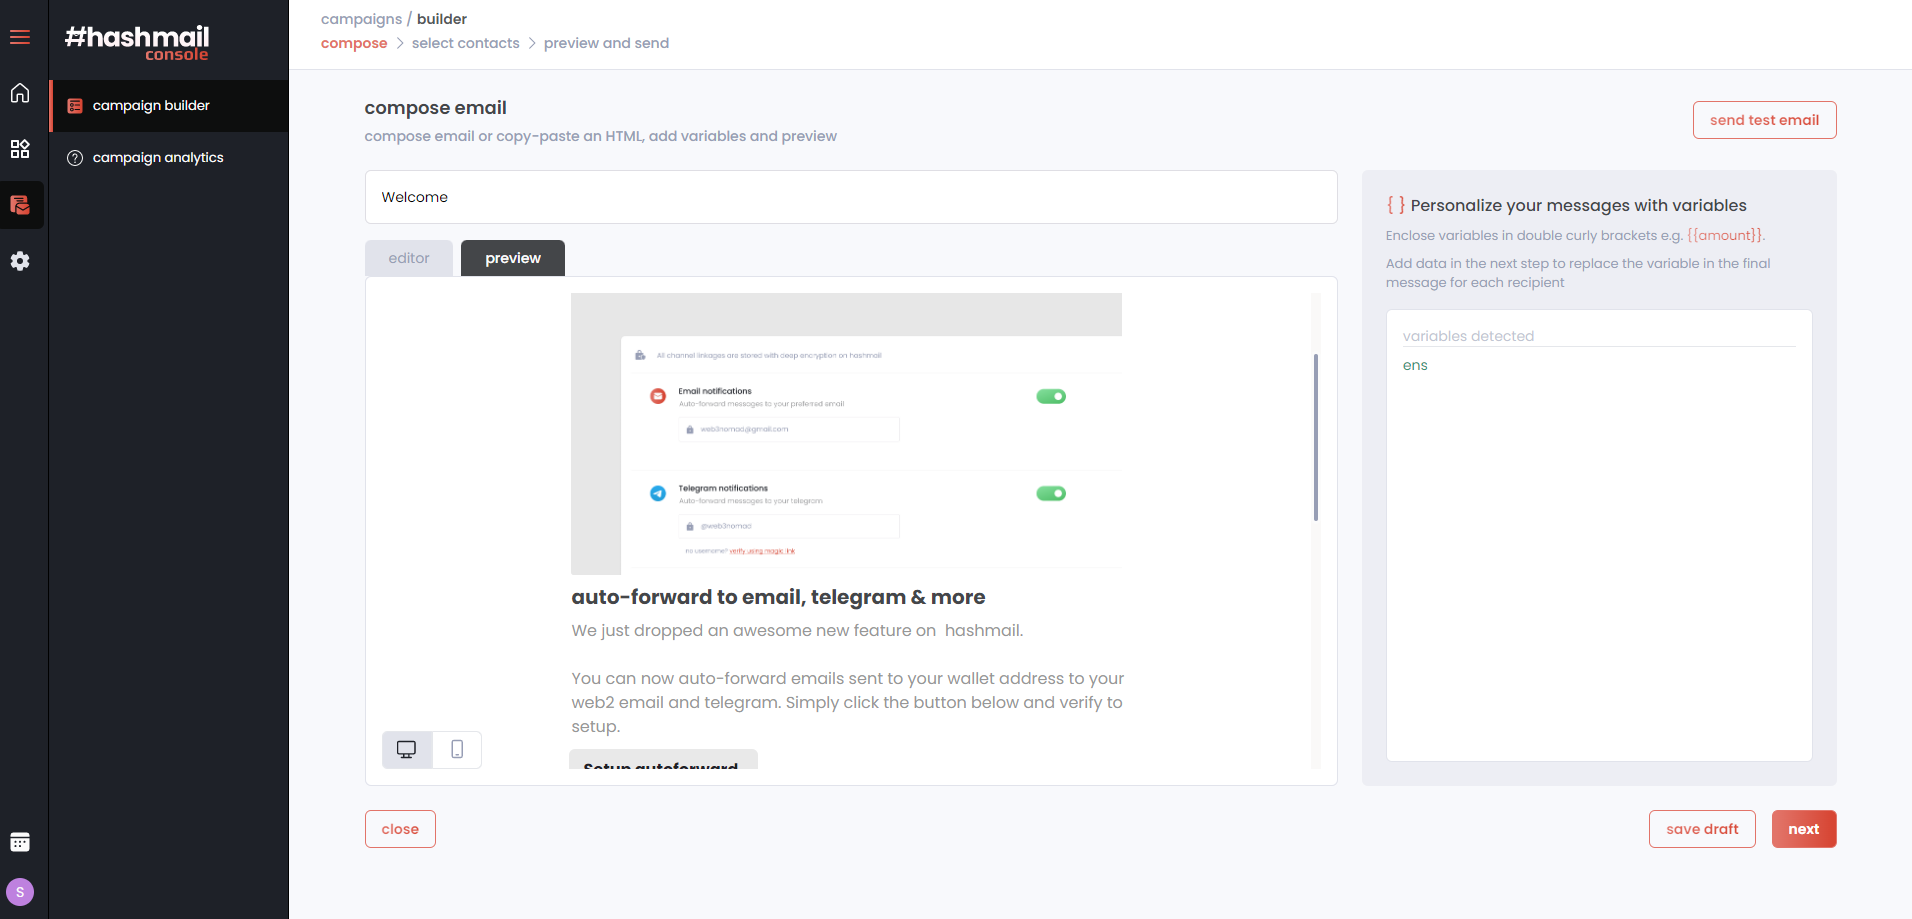 #hashmail
console
campaign builder
campaign analytics
S
campaigns / builder
compose > select contacts > preview and send
compose email
compose email or copy-paste an HTML, add variables and preview
send test email
Welcome
editor
preview
All channel linkages are stored with deep encryption on hashmail
Email notifications
Auto-forward messages to your preferred email
web3nomad@gmail.com
Telegram notifications
Auto-forward messages to your telegram
@web3nomad
no username? verify using magic link
auto-forward to email, telegram & more
We just dropped an awesome new feature on hashmail.
You can now auto-forward emails sent to your wallet address to your
web2 email and telegram. Simply click the button below and verify to
setup.
Setup autoforward
{ } Personalize your messages with variables
Enclose variables in double curly brackets e.g. {{amount}}.
Add data in the next step to replace the variable in the final
message for each recipient
variables detected
ens
close
save draft
next